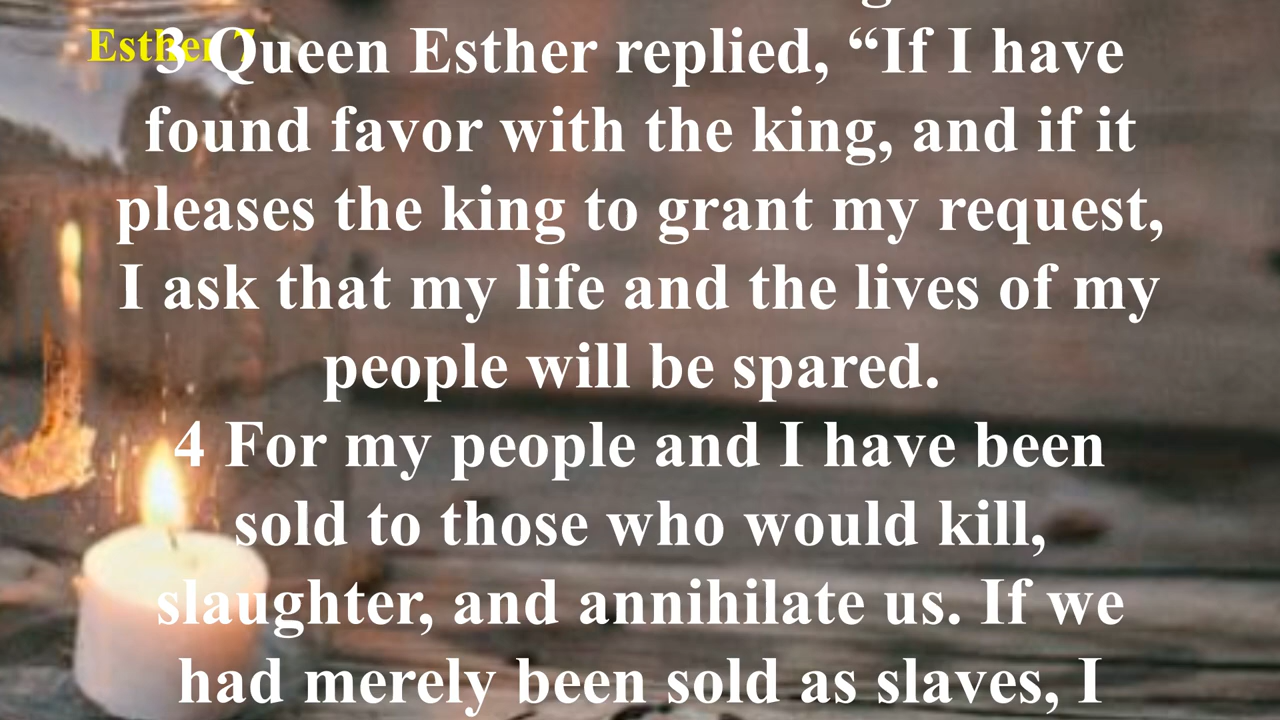 Esther 7
3 Queen Esther replied, “If I have
found favor with the king, and if it
pleases the king to grant my request,
I ask that my life and the lives of my
people will be spared.
4 For my people and I have been
sold to those who would kill,
slaughter, and annihilate us. If we
had merely been sold as slaves, I